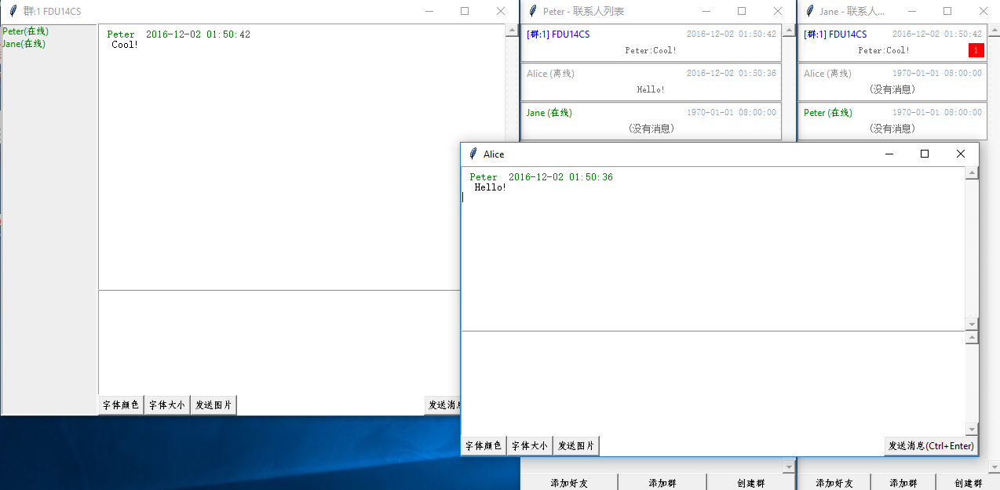 群:1 FDU14CS
Peter(在线)
Jane(在线)
Peter 2016-12-02 01:50:42
Cool!
字体颜色 字体大小 发送图片 发送消
Peter - 联系人列表
[群:1] FDU14CS 2016-12-02 01:50:42
Peter:Cool!
Alice (离线) 2016-12-02 01:50:36
Hello!
Jane (在线) 1970-01-01 08:00:00
(没有消息)
添加好友 添加群 创建群
Jane - 联系人...
[群:1] FDU14CS 2016-12-02 01:50:42
Peter:Cool! 1
Alice (离线) 1970-01-01 08:00:00
(没有消息)
Peter (在线) 1970-01-01 08:00:00
(没有消息)
添加好友 添加群 创建群
Alice
Peter 2016-12-02 01:50:36
Hello!
字体颜色 字体大小 发送图片 发送消息(Ctrl+Enter)